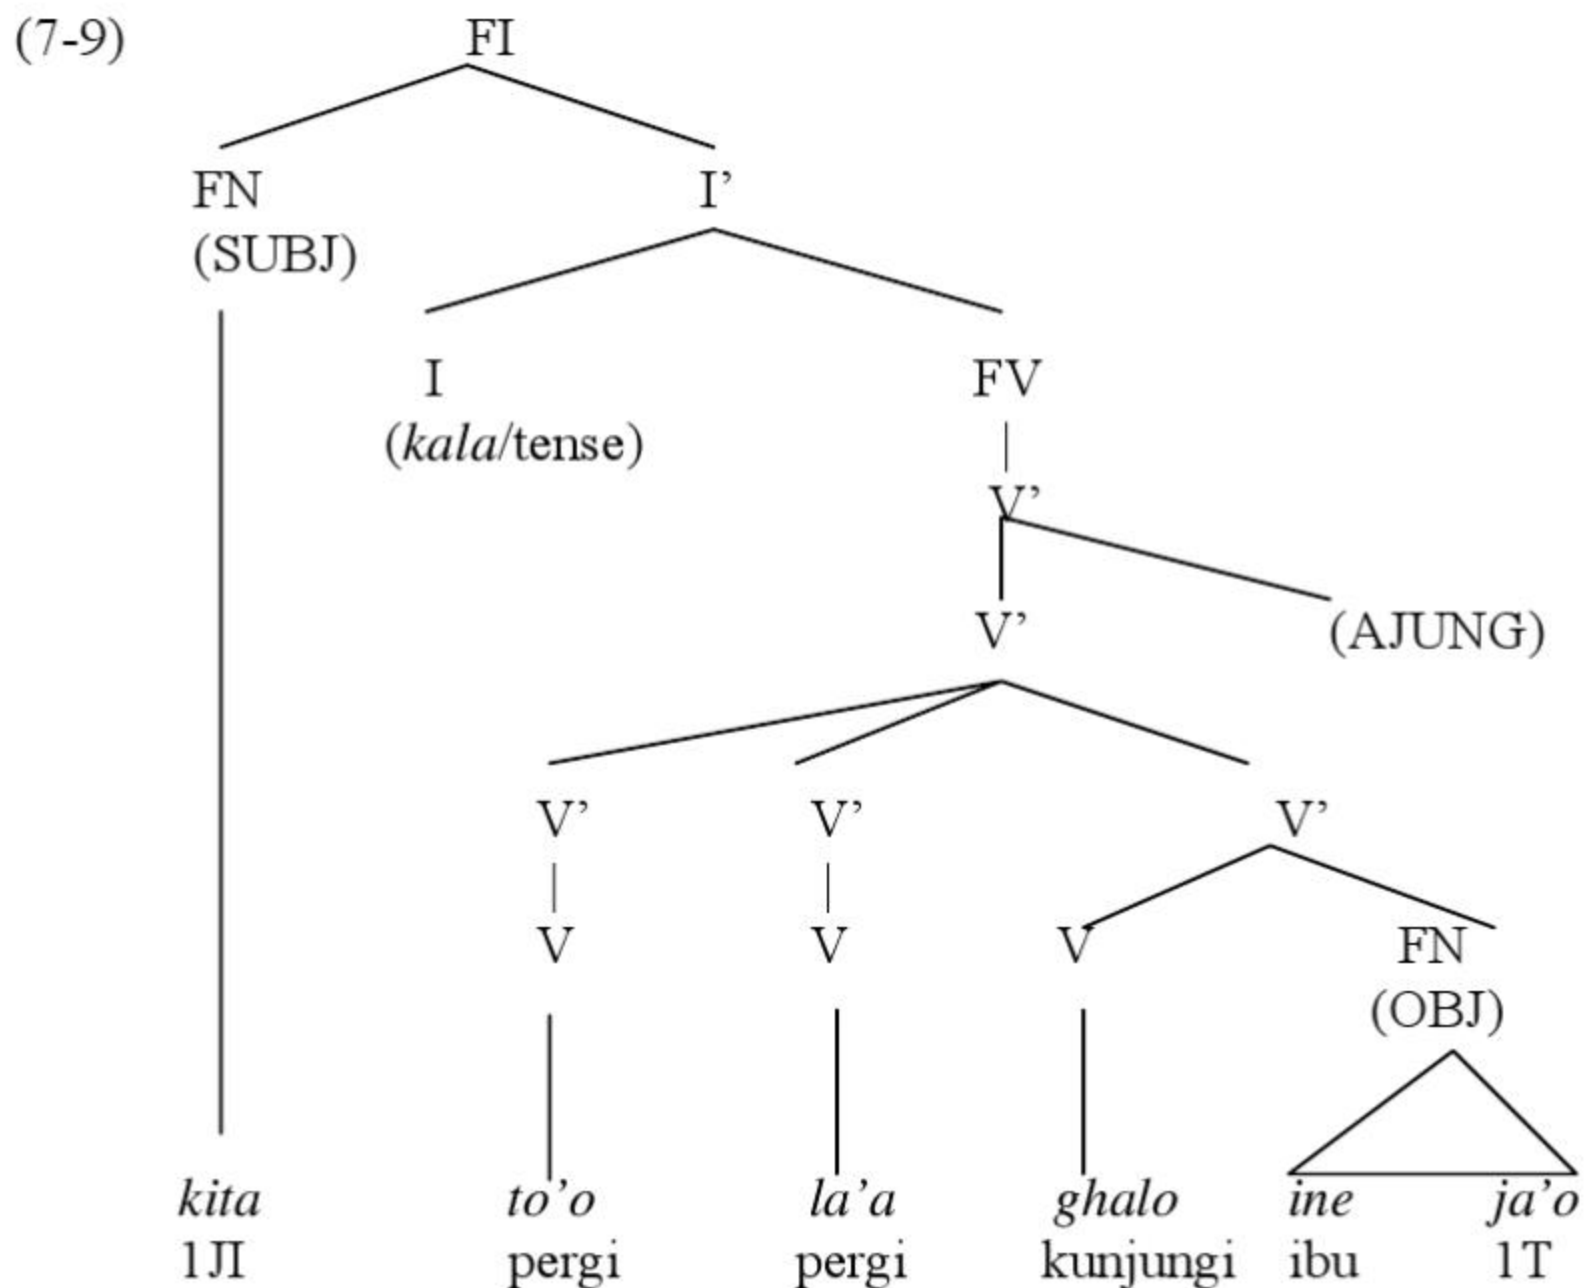 (7-9) FI
FN I’
(SUBJ)
I FV
(kala/tense)
V’
V’ (AJUNG)
V’ V’ V’
V V V FN
(OBJ)
kita to’o la’a ghalo ine ja’o
1JI pergi pergi kunjungi ibu 1T